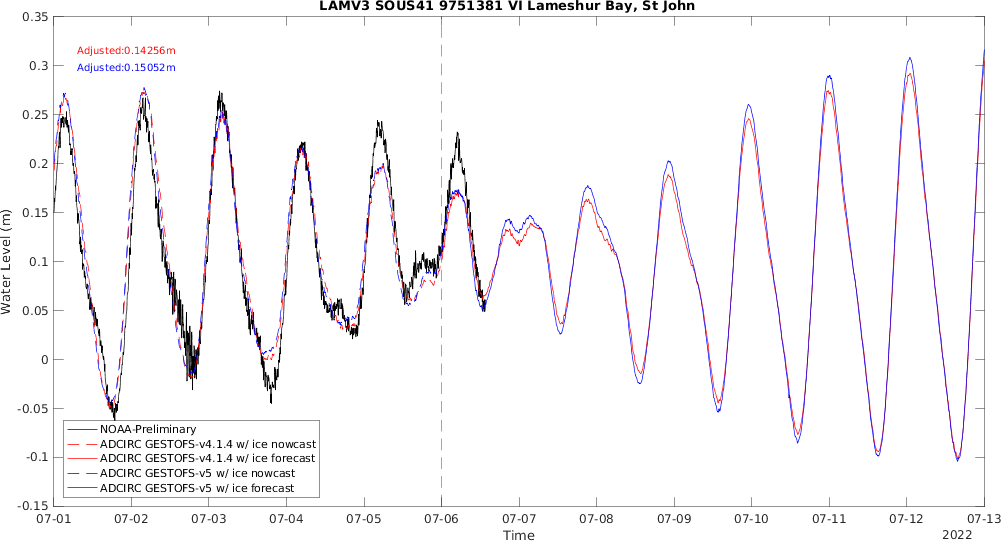 LAMV3 SOUS41 9751381 VI Lameshur Bay, St John
0.35
0.3
0.25
0.2
0.15
0.1
0.05
0
-0.05
-0.1
-0.15
Water Level (m)
Adjusted:0.14256m
Adjusted:0.15052m
NOAA-Preliminary
ADCIRC GESTOFS-v4.1.4 w/ ice nowcast
ADCIRC GESTOFS-v4.1.4 w/ ice forecast
ADCIRC GESTOFS-v5 w/ ice nowcast
ADCIRC GESTOFS-v5 w/ ice forecast
07-01 07-02 07-03 07-04 07-05 07-06 07-07 07-08 07-09 07-10 07-11 07-12 07-13
Time
2022